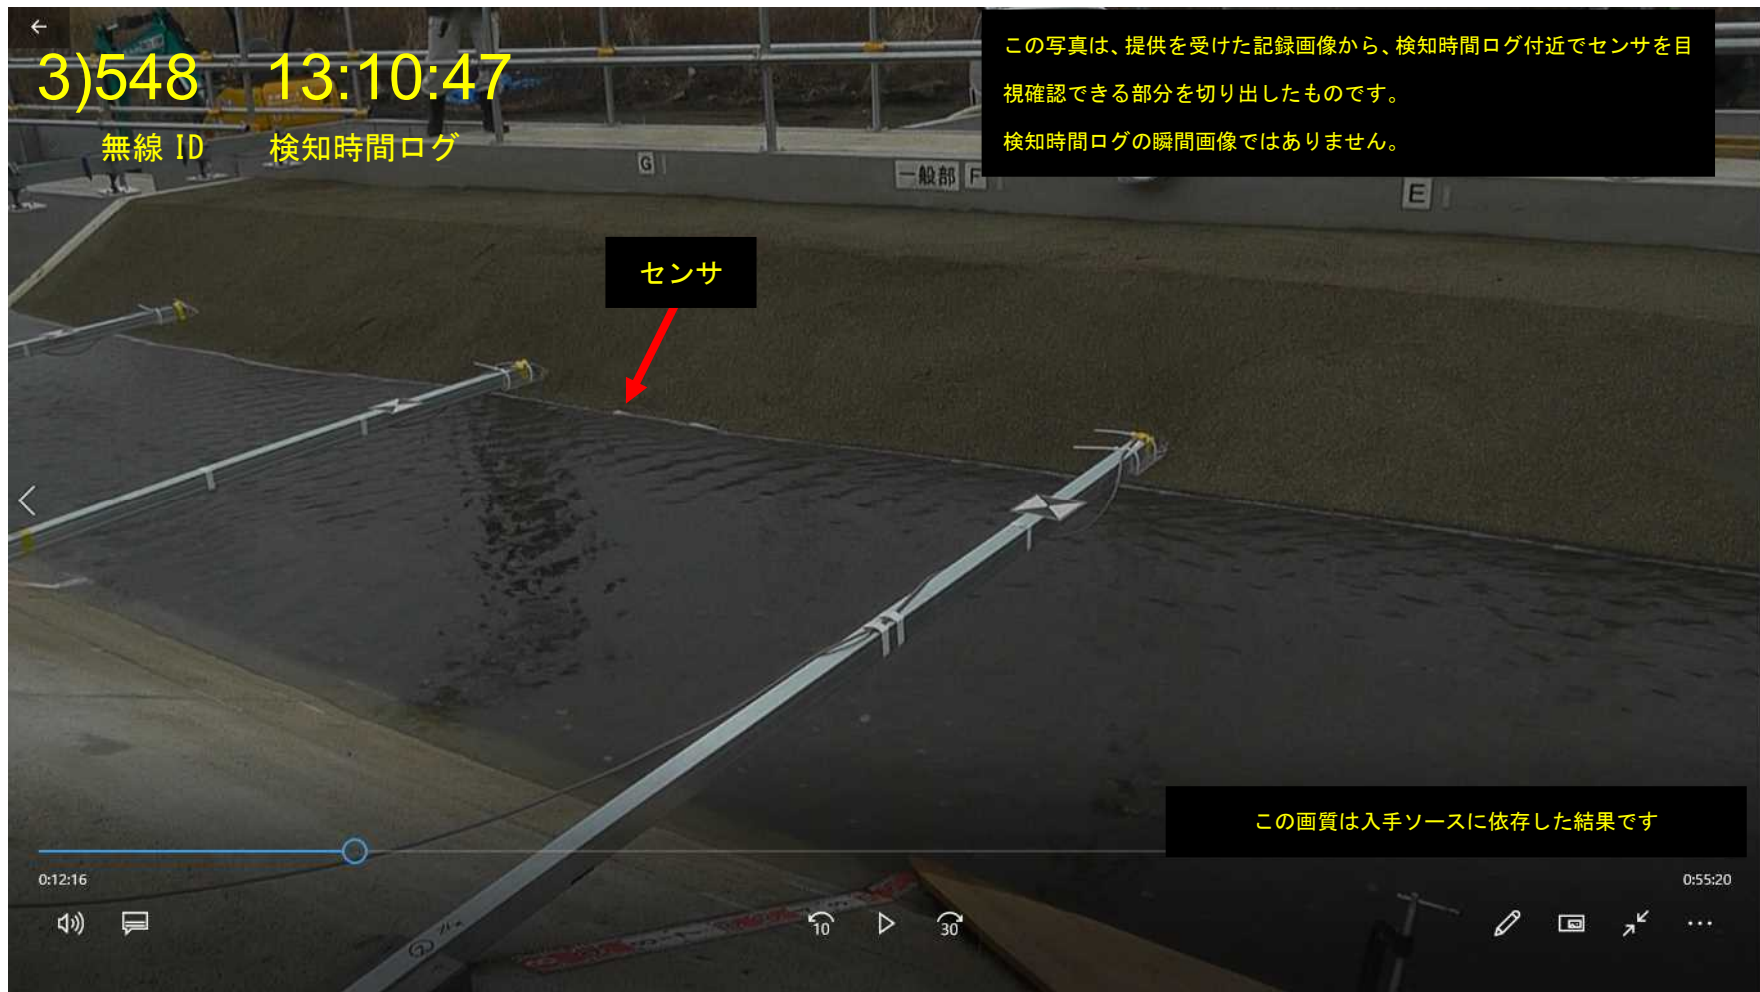 3)548 13:10:47
無線 ID 検知時間ログ
この写真は、提供を受けた記録画像から、検知時間ログ付近でセンサを目
視確認できる部分を切り出したものです。
検知時間ログの瞬間画像ではありません。
G
一般部 F
E
センサ
この画質は入手ソースに依存した結果です
0:12:16
0:55:20
10
30